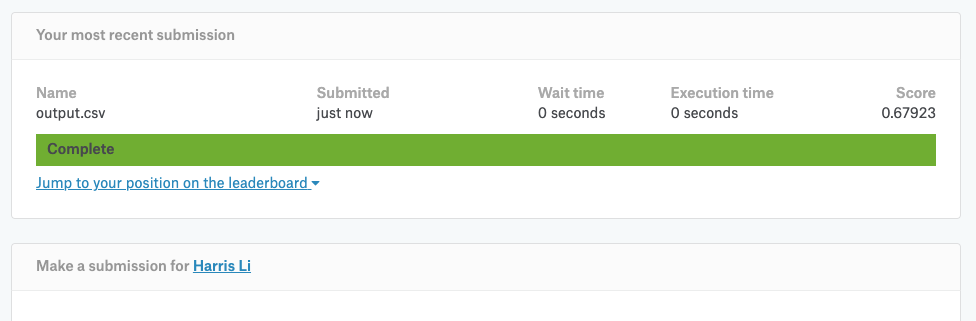 Your most recent submission
Name Submitted Wait time Execution time Score
output.csv just now 0 seconds 0 seconds 0.67923
Complete
Jump to your position on the leaderboard
Make a submission for Harris Li